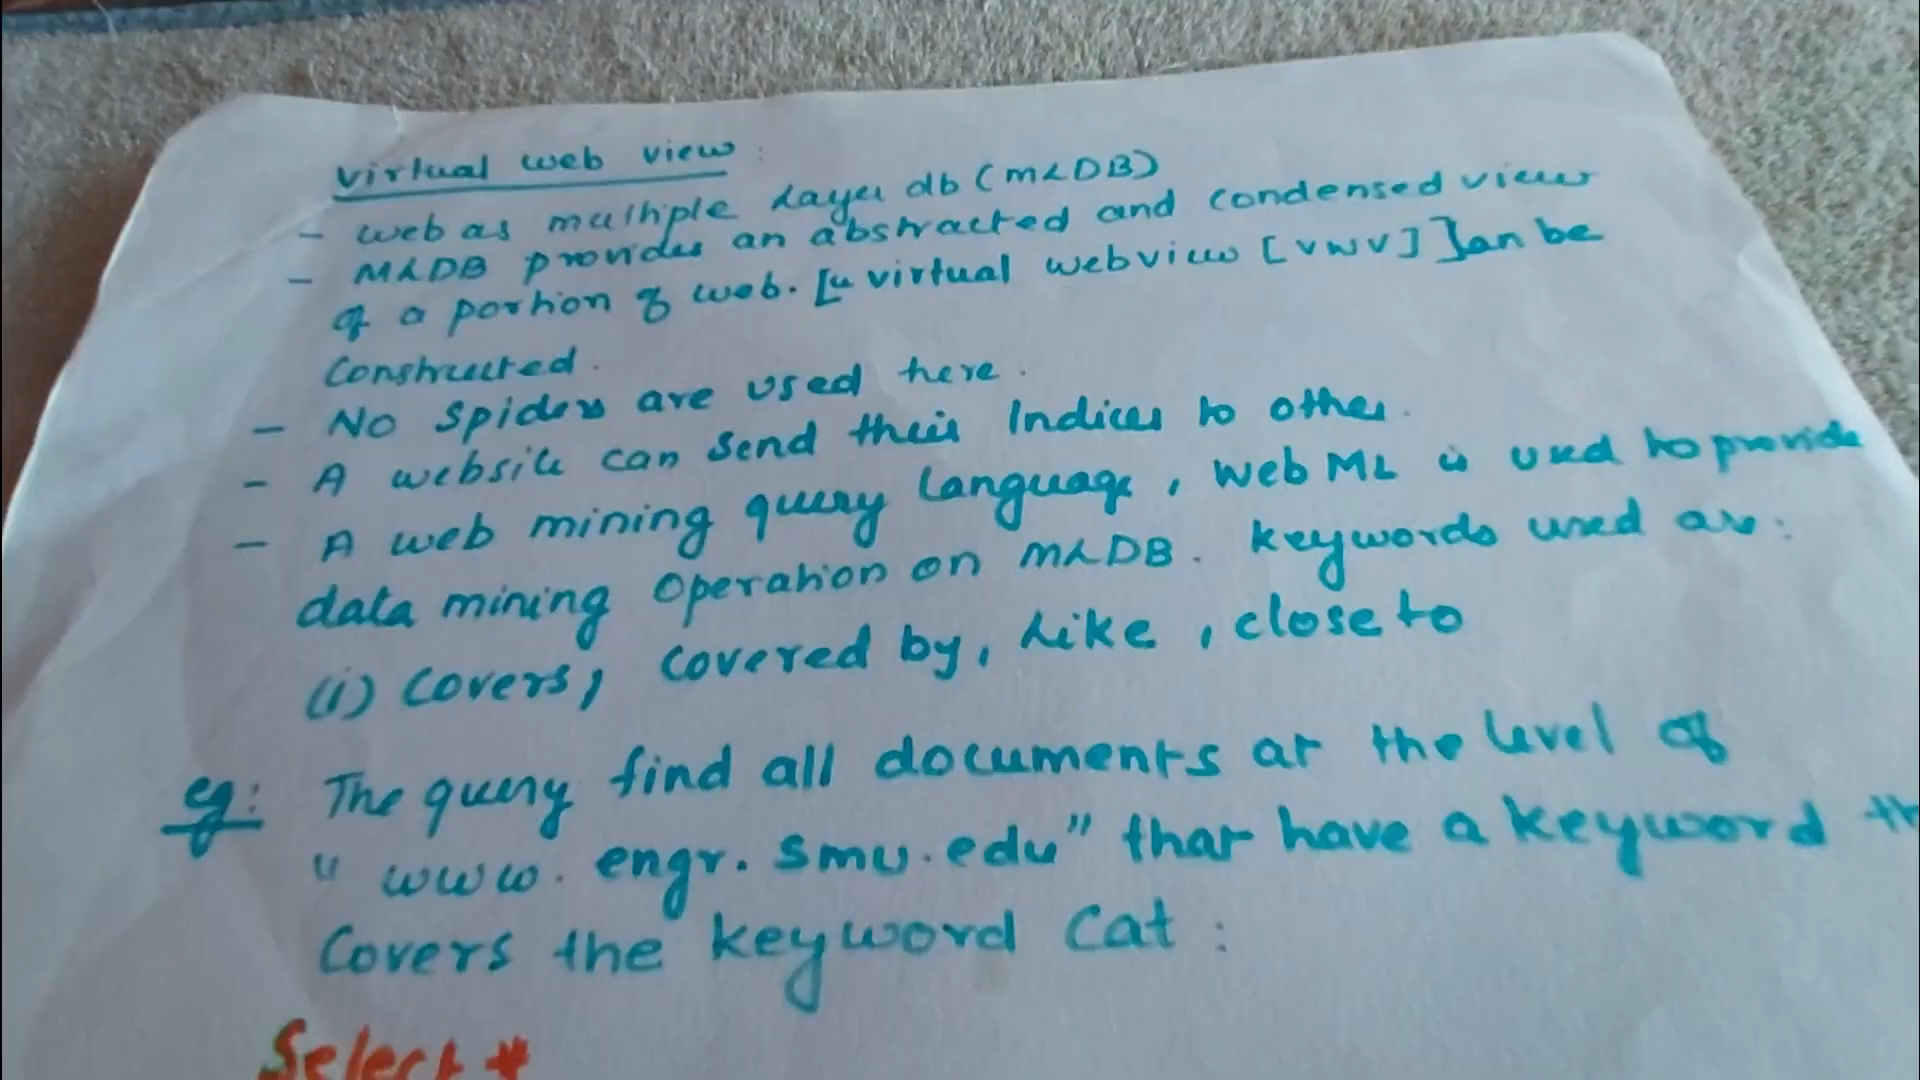 Virtual web view :
- web as multiple Layer db (MLDB)
- MLDB provides an abstracted and condensed view
of a portion of web. [a virtual webview [VWV] ]an be
Constructed.
- No Spiders are used here.
- A website can send their Indices to other.
- A web mining query Language, web ML is used to provide
data mining Operation on MLDB. Keywords used are:
(i) Covers, Covered by, Like, close to
eg: The query find all documents at the level of
"www.engr.smu.edu" that have a keyword th
Covers the keyword Cat :
Select *